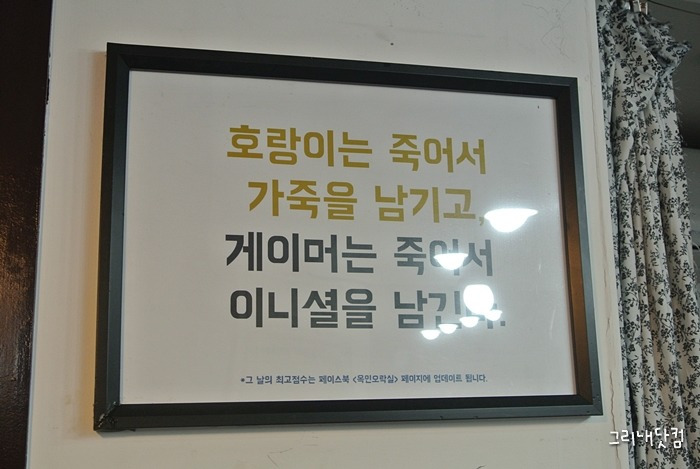 호랑이는 죽어서
가죽을 남기고,
게이머는 죽어서
이니셜을 남긴다.
*그 날의 최고점수는 페이스북 <목민오락실> 페이지에 업데이트 됩니다.
그리내닷컴